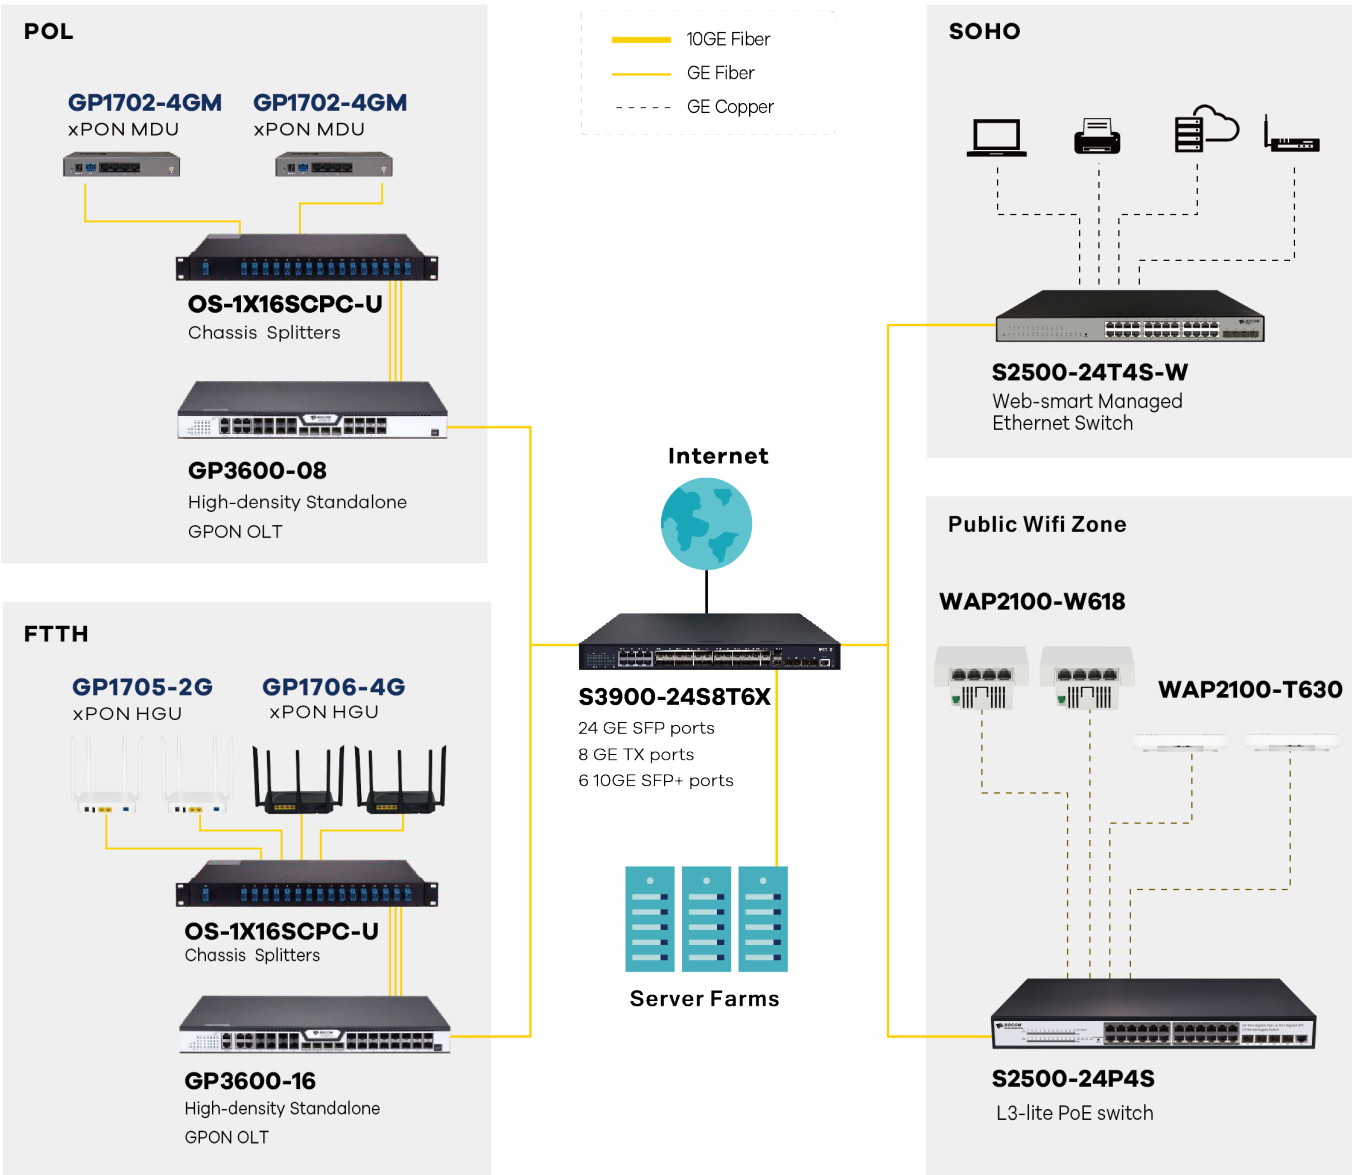 POL
GP1702-4GM
xPON MDU
GP1702-4GM
xPON MDU
OS-1X16SCPC-U
Chassis Splitters
GP3600-08
High-density Standalone
GPON OLT
FTTH
GP1705-2G
xPON HGU
GP1706-4G
xPON HGU
OS-1X16SCPC-U
Chassis Splitters
GP3600-16
High-density Standalone
GPON OLT
10GE Fiber
GE Fiber
GE Copper
Internet
S3900-24S8T6X
24 GE SFP ports
8 GE TX ports
6 10GE SFP+ ports
Server Farms
SOHO
S2500-24T4S-W
Web-smart Managed
Ethernet Switch
Public Wifi Zone
WAP2100-W618
WAP2100-T630
BDCOM
S2500-24P4S
L3-lite PoE switch